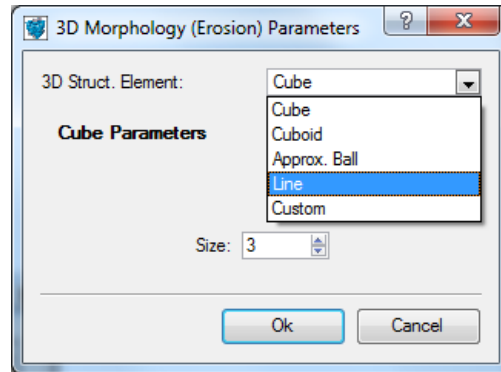 3D Morphology (Erosion) Parameters
?
X
3D Struct. Element:
Cube
Cube
Cuboid
Approx. Ball
Line
Custom
Cube Parameters
Size: 3
Ok
Cancel